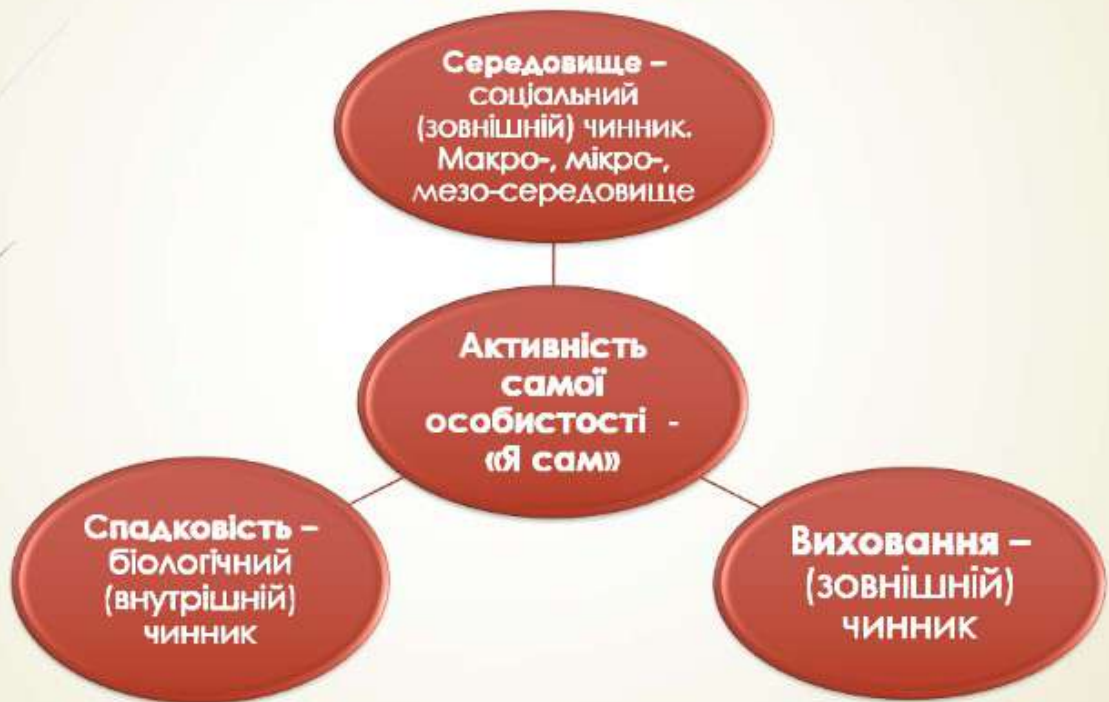 Середовище –
соціальний
(зовнішній) чинник.
Макро-, мікро-,
мезо-середовище
Активність
самої
особистості -
«Я сам»
Спадковість –
біологічний
(внутрішній)
чинник
Виховання –
(зовнішній)
чинник